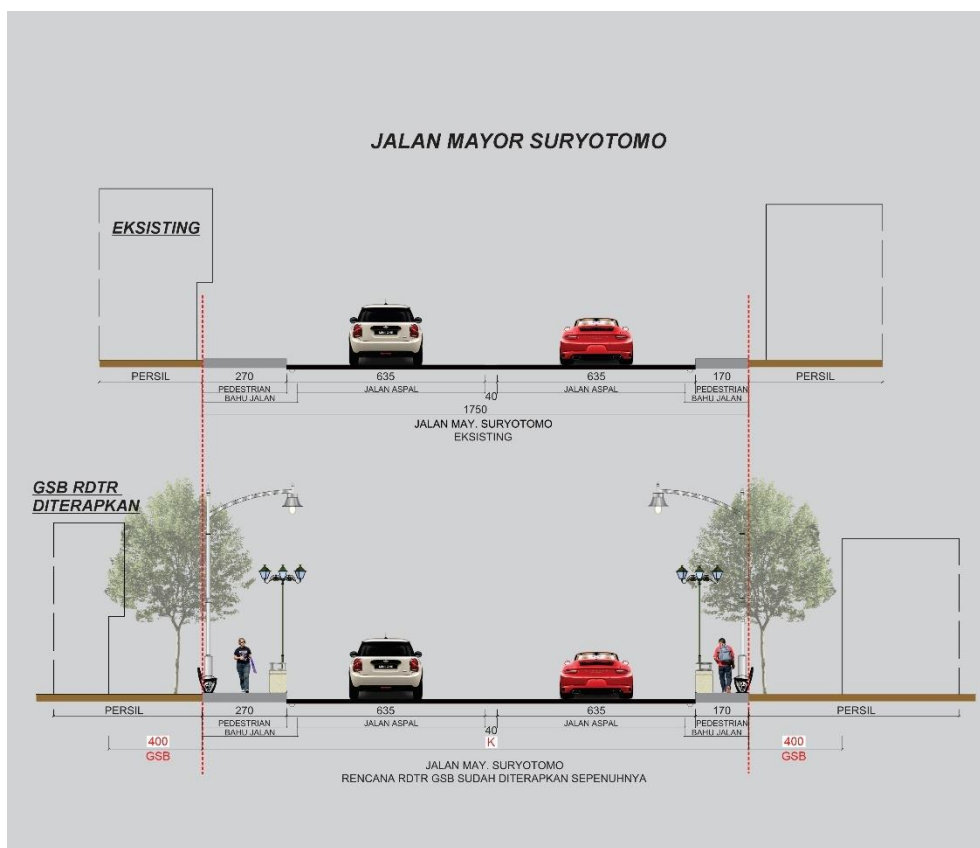 JALAN MAYOR SURYOTOMO
EKSISTING
PERSIL
270
635
635
170
PERSIL
PEDESTRIAN
JALAN ASPAL
40
JALAN ASPAL
PEDESTRIAN
BAHU JALAN
BAHU JALAN
1750
JALAN MAY. SURYOTOMO
EKSISTING
GSB RDTR
DITERAPKAN
PERSIL
270
635
635
170
PERSIL
PEDESTRIAN
JALAN ASPAL
40
JALAN ASPAL
PEDESTRIAN
BAHU JALAN
BAHU JALAN
400
K
400
GSB
GSB
JALAN MAY. SURYOTOMO
RENCANA RDTR GSB SUDAH DITERAPKAN SEPENUHNYA